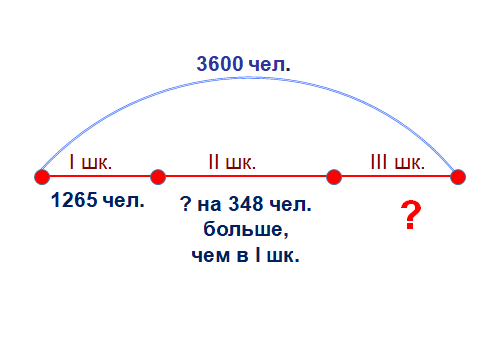 3600 чел.
I шк.
II шк.
III шк.
1265 чел.
? на 348 чел.
больше,
чем в I шк.
?